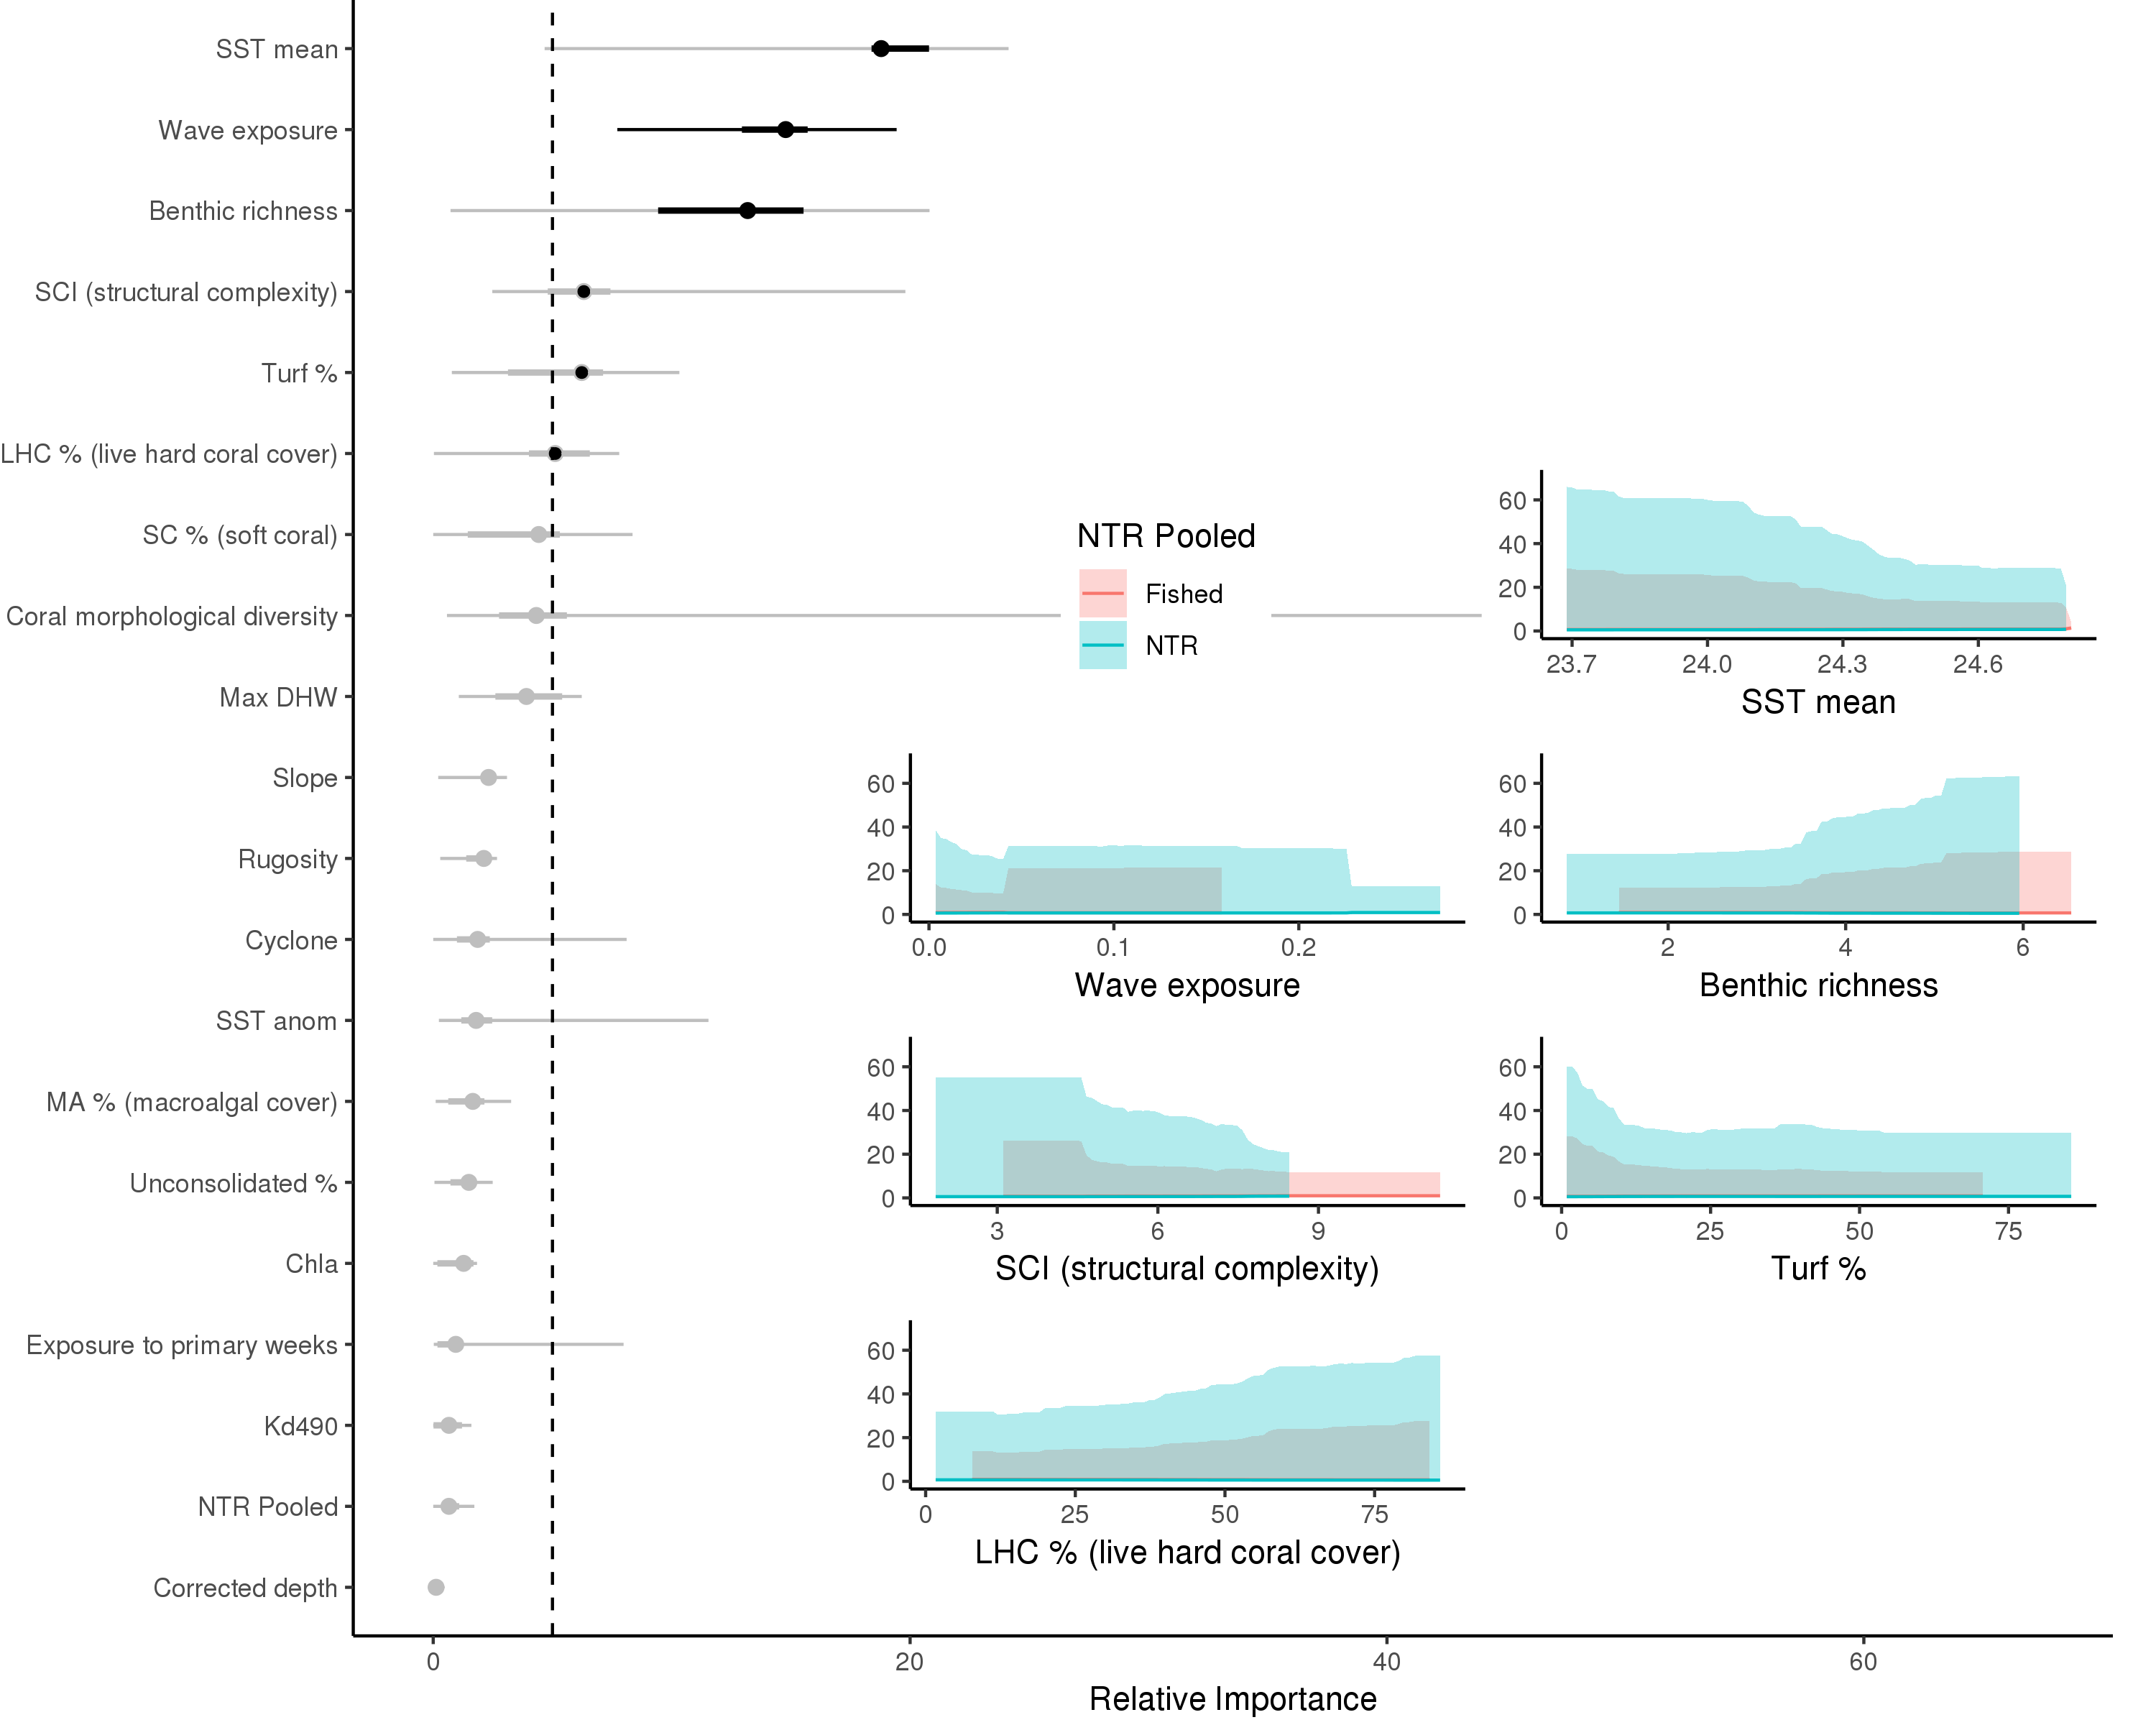 SST mean
Wave exposure
Benthic richness
SCI (structural complexity)
Turf %
LHC % (live hard coral cover)
SC % (soft coral)
Coral morphological diversity
Max DHW
Slope
Rugosity
Cyclone
SST anom
MA % (macroalgal cover)
Unconsolidated %
Chla
Exposure to primary weeks
Kd490
NTR Pooled
Corrected depth
0 20 40 60
Relative Importance
NTR Pooled
Fished
NTR
60
40
20
0
23.7 24.0 24.3 24.6
SST mean
60
40
20
0
0.0 0.1 0.2
Wave exposure
60
40
20
0
2 4 6
Benthic richness
60
40
20
0
3 6 9
SCI (structural complexity)
60
40
20
0
0 25 50 75
Turf %
60
40
20
0
0 25 50 75
LHC % (live hard coral cover)